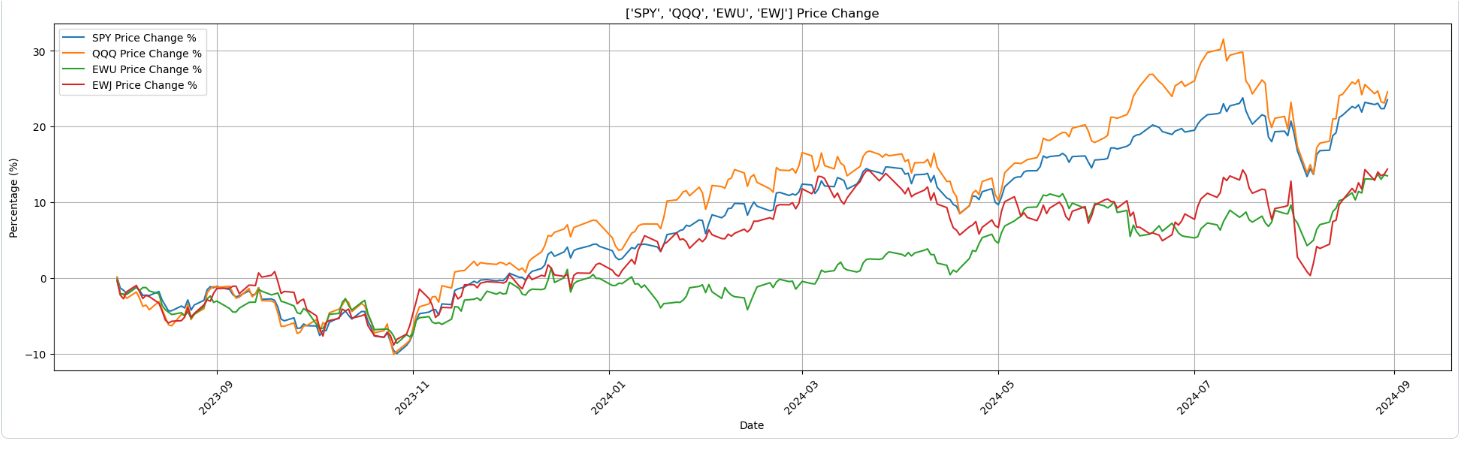 ['SPY', 'QQQ', 'EWU', 'EWJ'] Price Change
SPY Price Change %
QQQ Price Change %
EWU Price Change %
EWJ Price Change %
Percentage (%)
30
20
10
0
−10
2023-09
2023-11
2024-01
2024-03
2024-05
2024-07
2024-09
Date